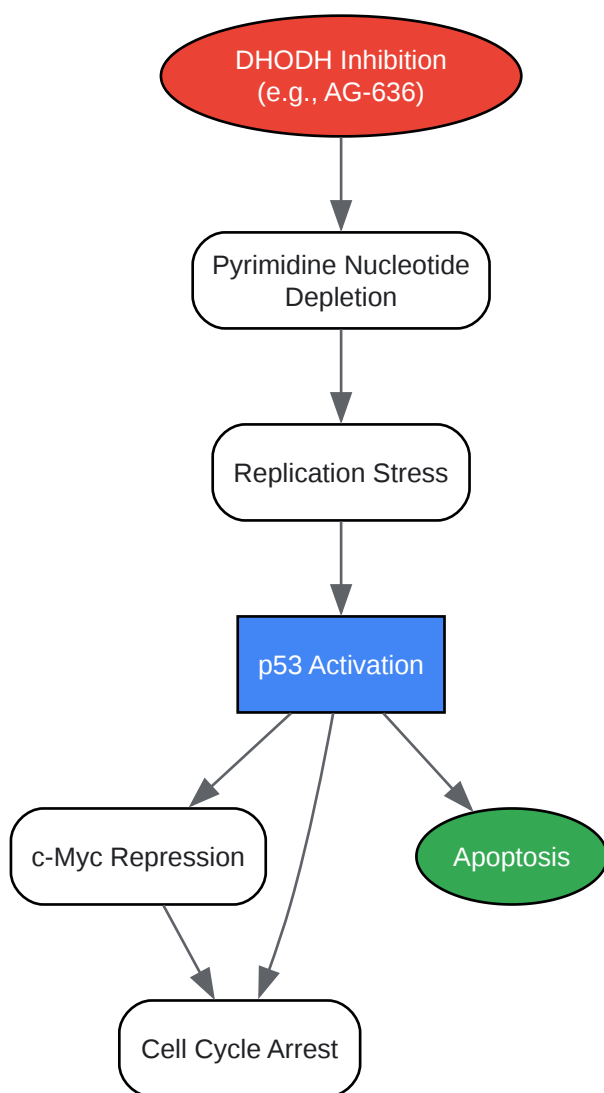 DHODH Inhibition
(e.g., AG-636)
Pyrimidine Nucleotide
Depletion
Replication Stress
p53 Activation
c-Myc Repression
Apoptosis
Cell Cycle Arrest